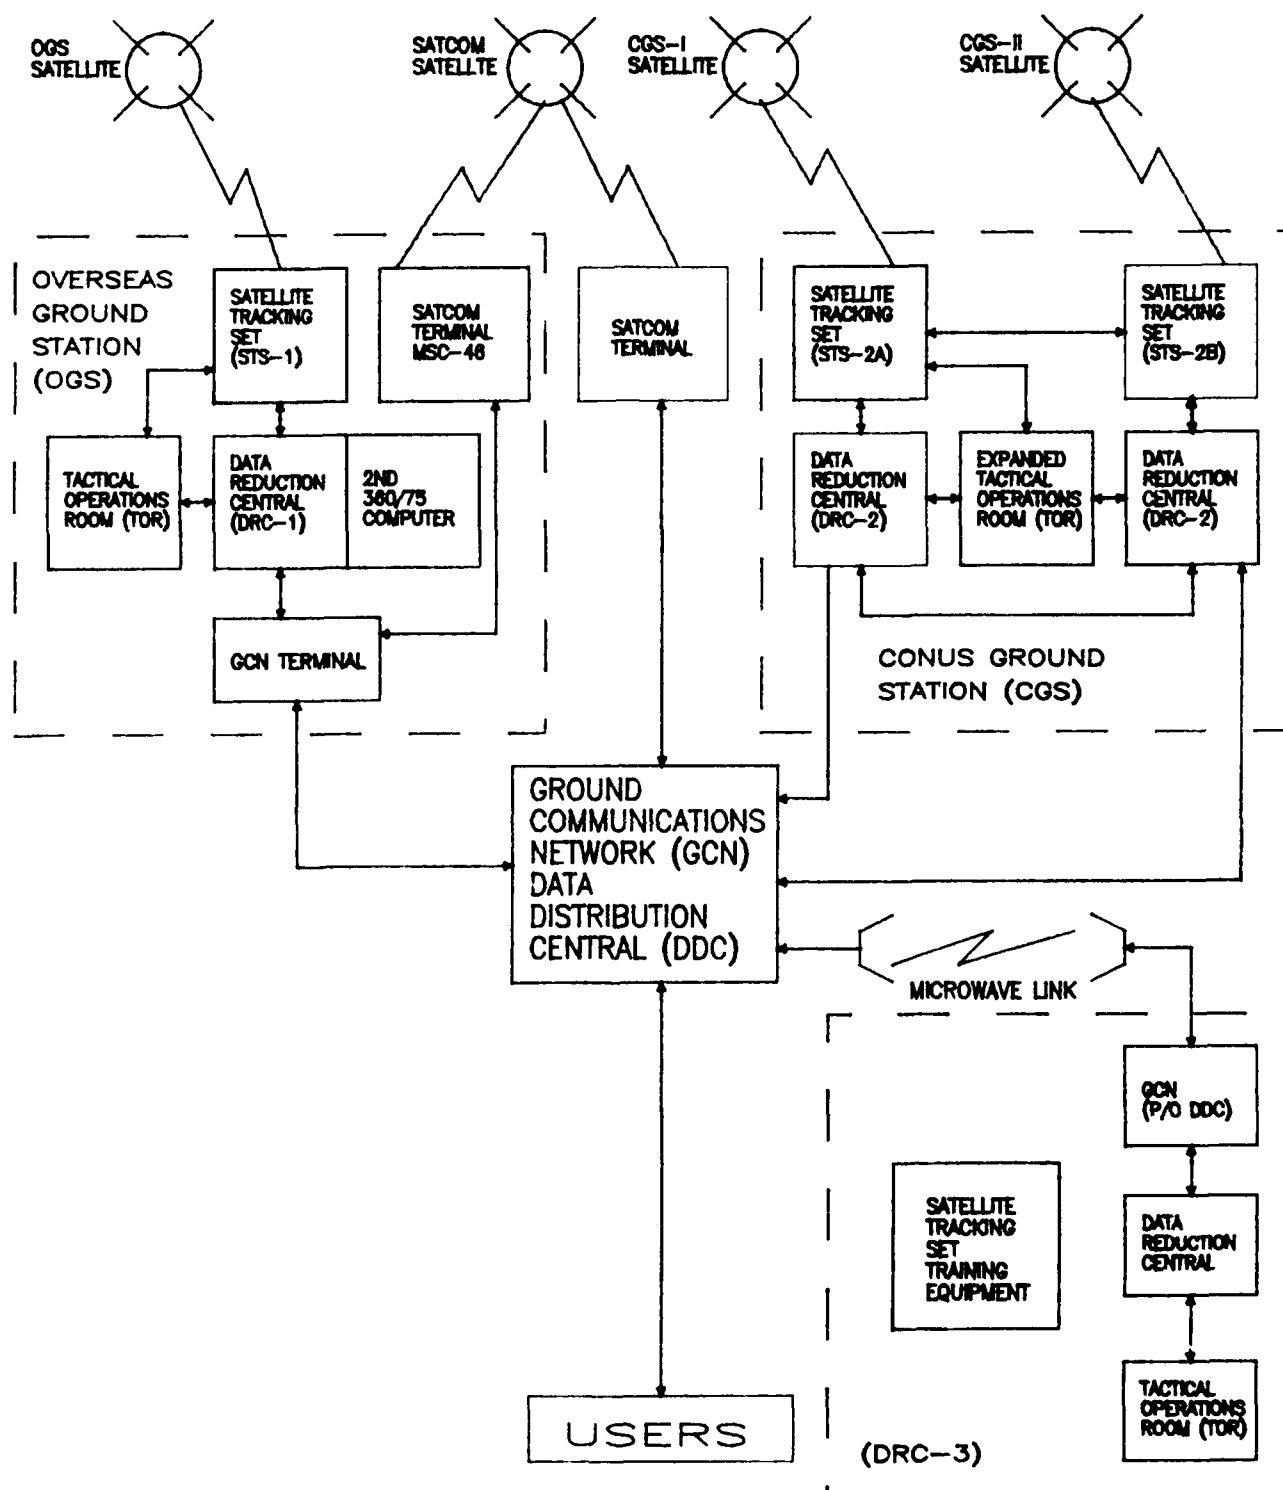 OGS
SATELLITE
SATCOM
SATELLTE
CGS-I
SATELLITE
CGS-II
SATELLITE
OVERSEAS
GROUND
STATION
(OGS)
SATELLITE
TRACKING
SET
(STS-1)
SATCOM
TERMINAL
MSC-46
SATCOM
TERMINAL
SATELLITE
TRACKING
SET
(STS-2A)
SATELLITE
TRACKING
SET
(STS-2B)
TACTICAL
OPERATIONS
ROOM (TOR)
DATA
REDUCTION
CENTRAL
(DRC-1)
2ND
360/75
COMPUTER
DATA
REDUCTION
CENTRAL
(DRC-2)
EXPANDED
TACTICAL
OPERATIONS
ROOM (TOR)
DATA
REDUCTION
CENTRAL
(DRC-2)
GCN TERMINAL
CONUS GROUND
STATION (CGS)
GROUND
COMMUNICATIONS
NETWORK (GCN)
DATA
DISTRIBUTION
CENTRAL (DDC)
MICROWAVE LINK
GCN
(P/O DDC)
SATELLITE
TRACKING
SET
TRAINING
EQUIPMENT
DATA
REDUCTION
CENTRAL
TACTICAL
OPERATIONS
ROOM (TOR)
USERS
(DRC-3)